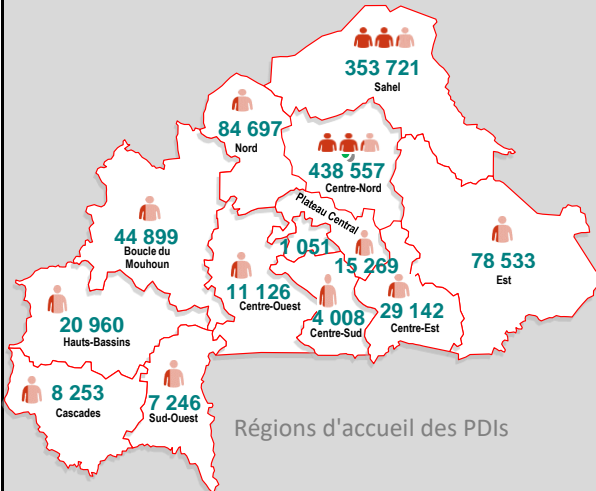 353 721
Sahel
84 697
Nord
438 557
Centre-Nord
Plateau Central
44 899
Boucle du
Mouhoun
1 051
15 269
78 533
Est
11 126
Centre-Ouest
4 008
Centre-Sud
29 142
Centre-Est
20 960
Hauts-Bassins
8 253
Cascades
7 246
Sud-Ouest
Régions d'accueil des PDIs